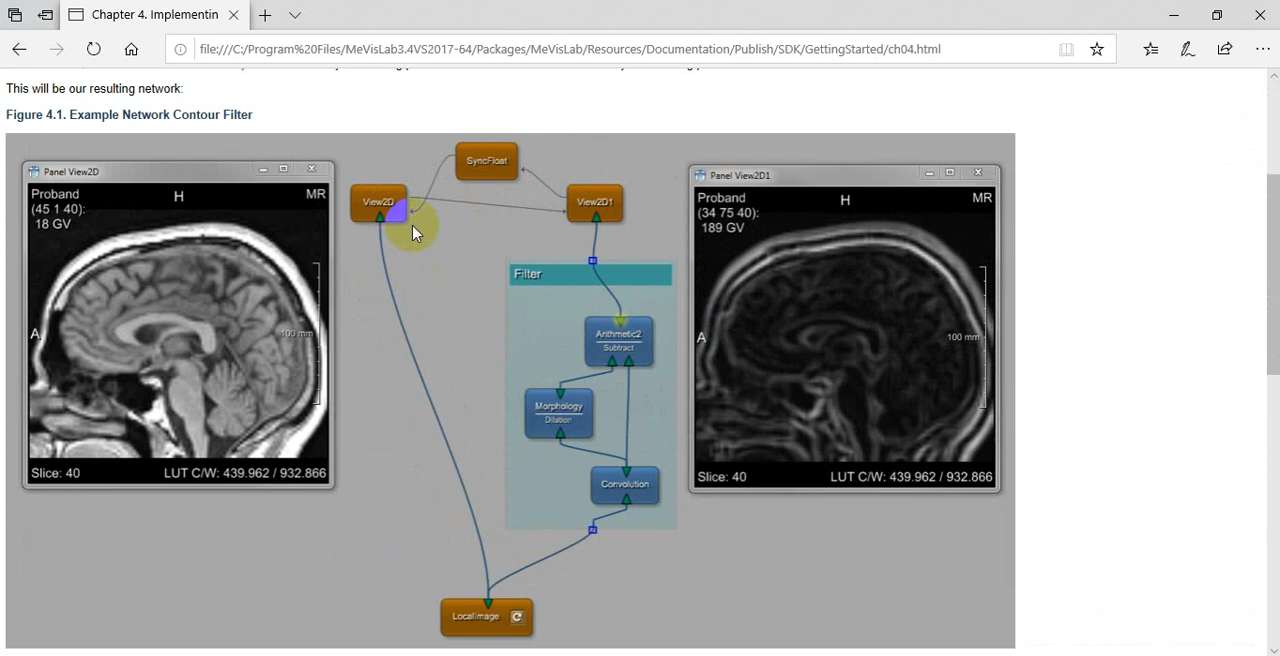 Chapter 4. Implementin
file:///C:/Program%20Files/MeVisLab3.4VS2017-64/Packages/MeVisLab/Resources/Documentation/Publish/SDK/GettingStarted/ch04.html
This will be our resulting network:
Figure 4.1. Example Network Contour Filter
Panel View2D
Proband
(45 1 40):
18 GV
H
MR
A
100 mm
Slice: 40
LUT C/W: 439.962 / 932.866
SyncFloat
View2D
View2D1
Filter
Arithmetic2
Subtract
Morphology
Dilation
Convolution
LocalImage
Panel View2D1
Proband
(34 75 40):
189 GV
H
MR
A
100 mm
Slice: 40
LUT C/W: 439.962 / 932.866